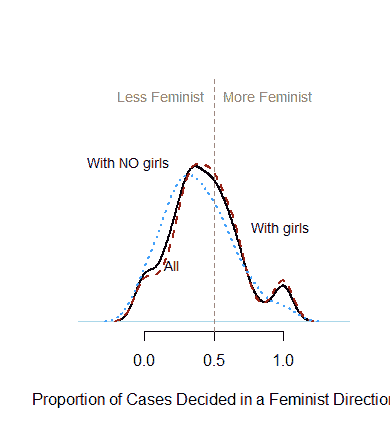 Less Feminist More Feminist
With NO girls
With girls
All
0.0 0.5 1.0
Proportion of Cases Decided in a Feminist Direction